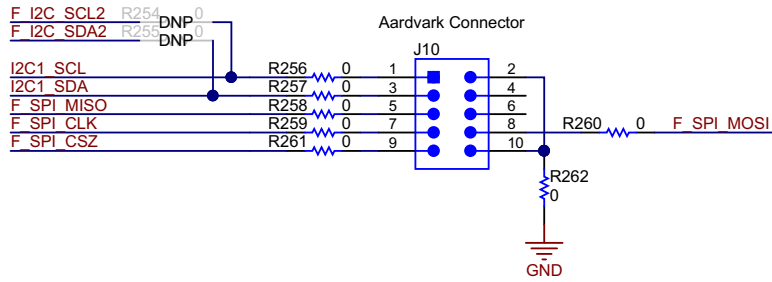 F_I2C_SCL2 R254 0
DNP
F_I2C_SDA2 R255 0
DNP
Aardvark Connector
J10
I2C1_SCL R256 0 1 2
I2C1_SDA R257 0 3 4
F_SPI_MISO R258 0 5 6
F_SPI_CLK R259 0 7 8 R260 0 F_SPI_MOSI
F_SPI_CSZ R261 0 9 10
R262
0
GND